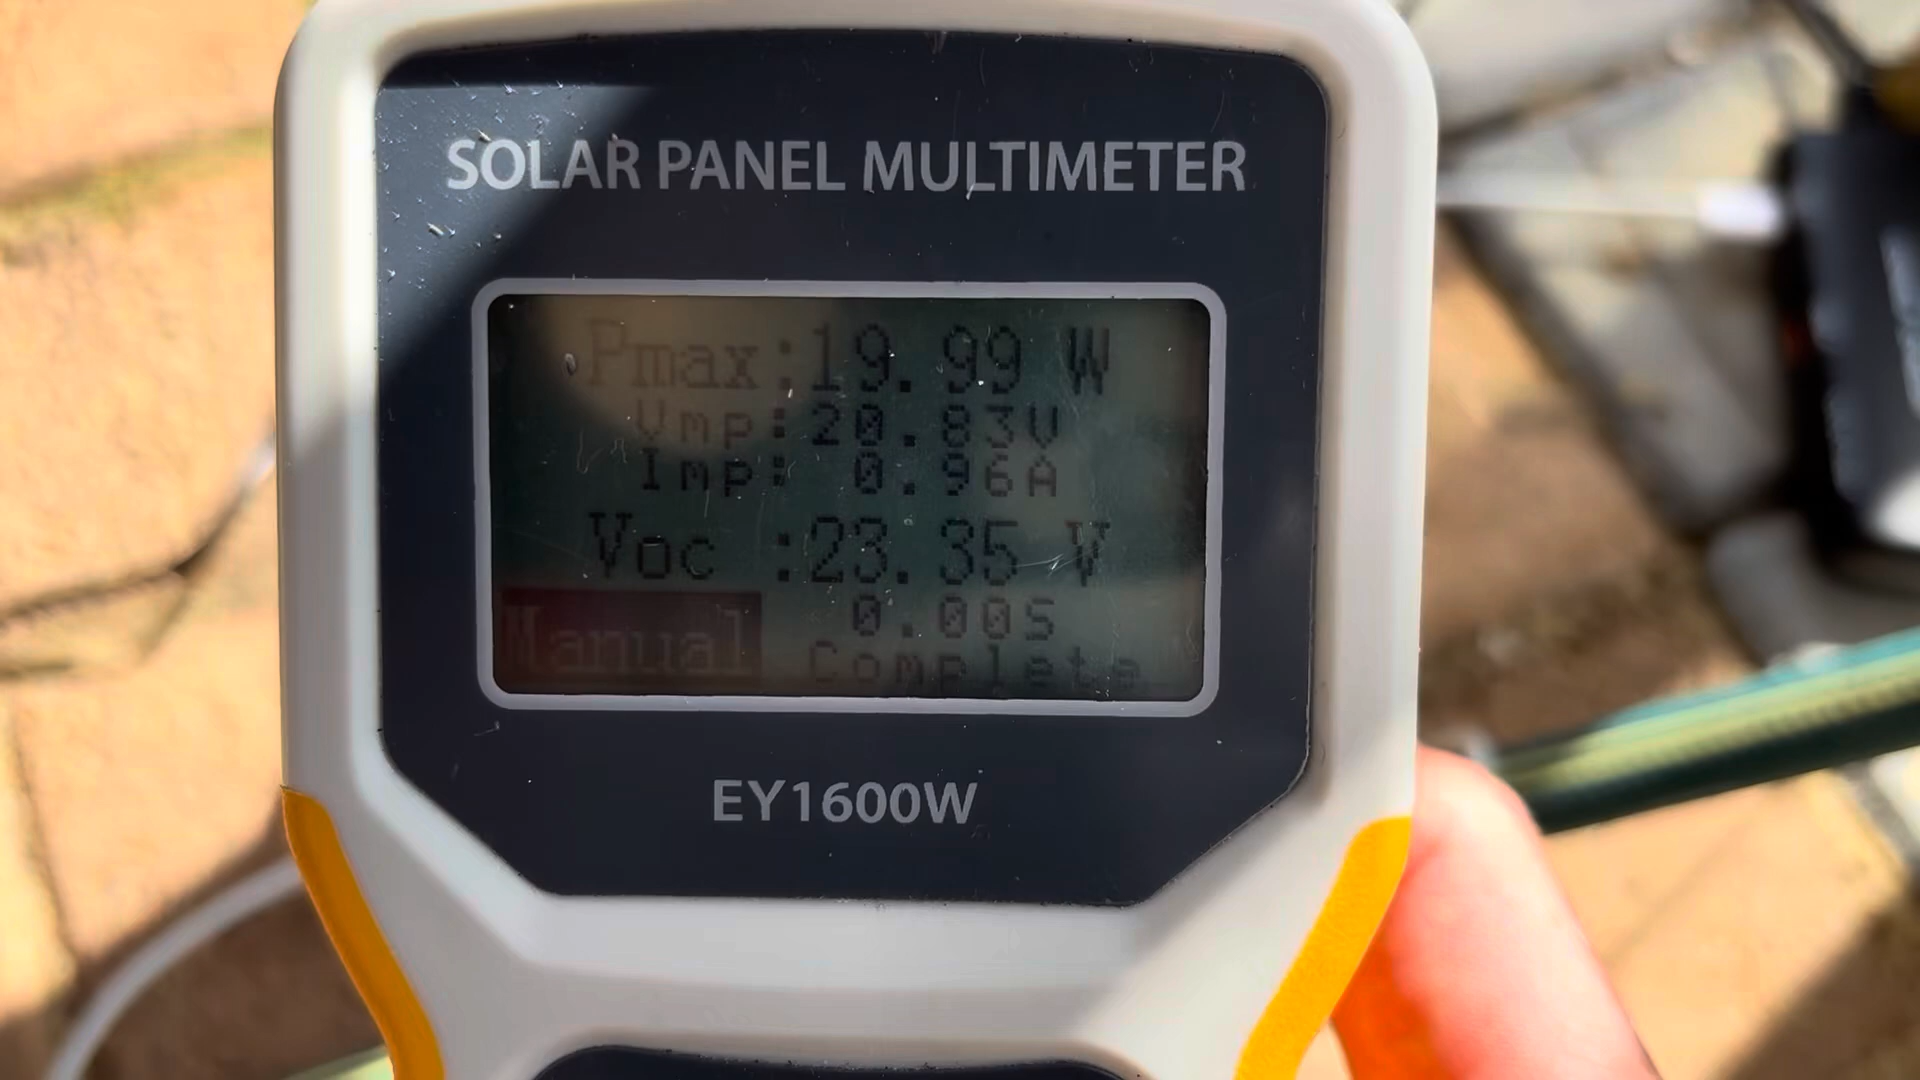 SOLAR PANEL MULTIMETER
Pmax:19.99 W
Vmp:20.83V
Imp: 0.96A
Voc :23.35 V
0.00S
Manual Complete
EY1600W